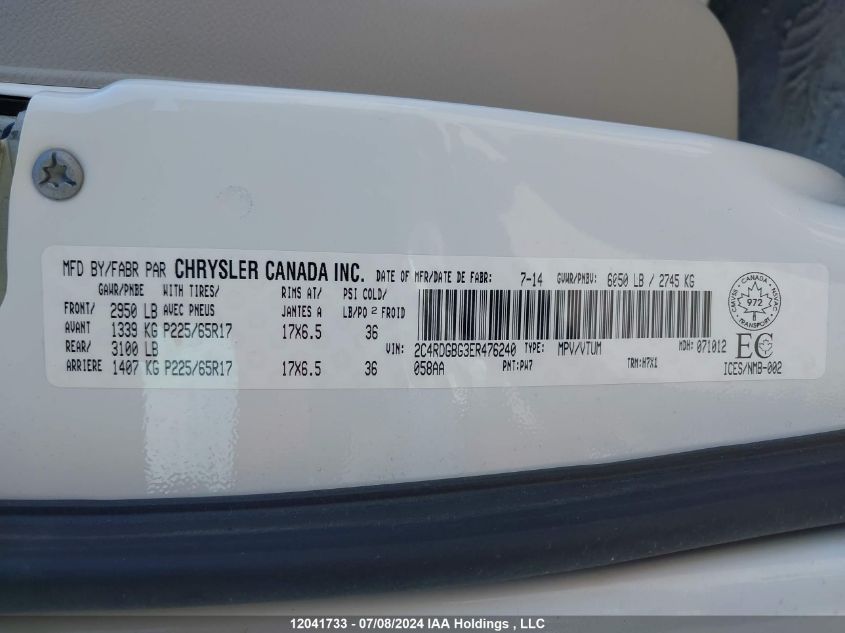 MFD BY/FABR PAR CHRYSLER CANADA INC. DATE OF MFR/DATE DE FABR: 7-14 GVWR/PNBV: 6050 LB / 2745 KG
GAWR/PNBE WITH TIRES/ RIMS AT/ PSI COLD/
FRONT/ 2950 LB AVEC PNEUS JANTES A LB/PO² FROID
AVANT 1339 KG P225/65R17 17X6.5 36
REAR/ 3100 LB
ARRIERE 1407 KG P225/65R17 17X6.5 36
VIN: 2C4RDGBG3ER476240 TYPE: MPV/VTUM MDH: 071012
058AA PNT:PW7 TRM:H7X1
CANADA
CMVSS NSVAC
972
TRANSPORT
EC
ICES/NMB-002
12041733 - 07/08/2024 IAA Holdings , LLC